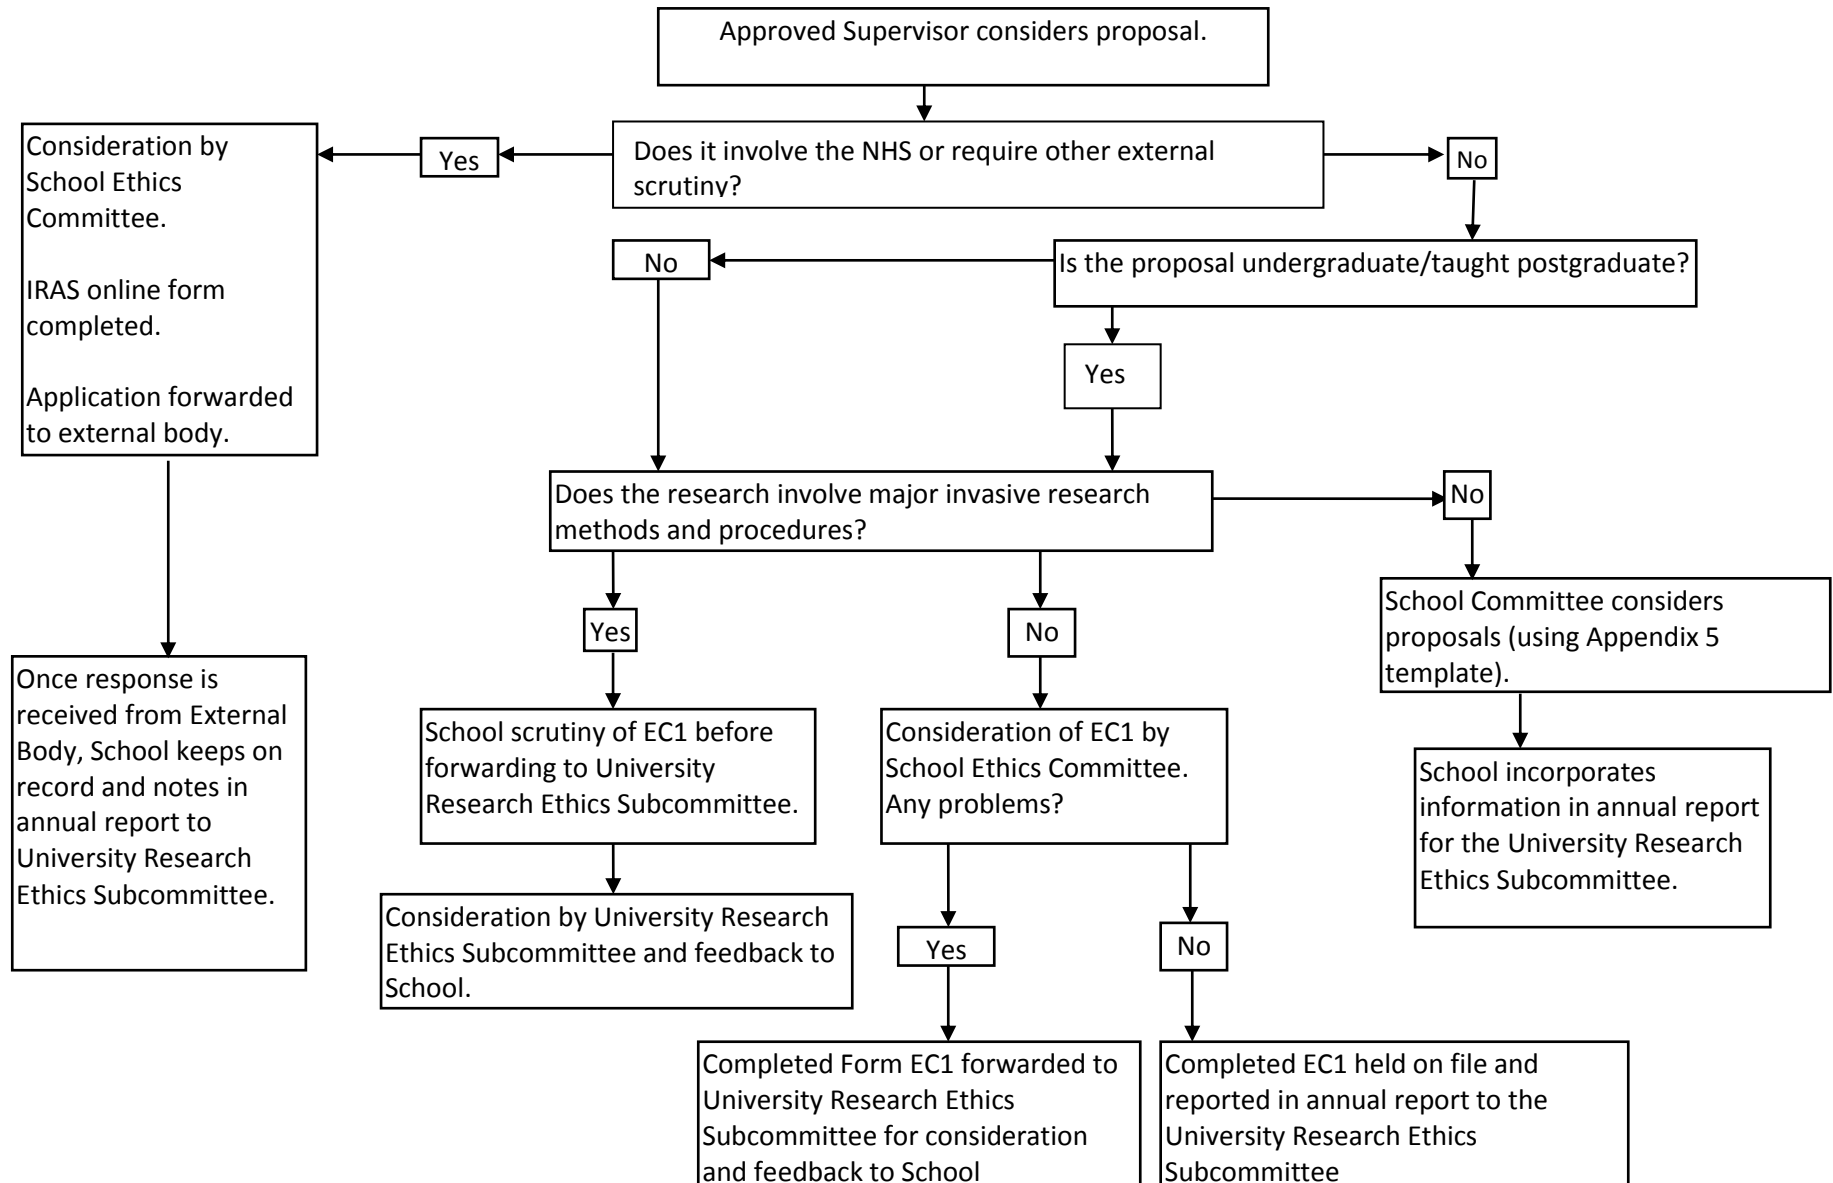 Approved Supervisor considers proposal.
Does it involve the NHS or require other external
scrutiny?
Yes
No
Consideration by
School Ethics
Committee.
IRAS online form
completed.
Application forwarded
to external body.
Is the proposal undergraduate/taught postgraduate?
No
Yes
Does the research involve major invasive research
methods and procedures?
No
Yes
No
School Committee considers
proposals (using Appendix 5
template).
Once response is
received from External
Body, School keeps on
record and notes in
annual report to
University Research
Ethics Subcommittee.
School scrutiny of EC1 before
forwarding to University
Research Ethics Subcommittee.
Consideration of EC1 by
School Ethics Committee.
Any problems?
School incorporates
information in annual report
for the University Research
Ethics Subcommittee.
Consideration by University Research
Ethics Subcommittee and feedback to
School.
Yes
No
Completed Form EC1 forwarded to
University Research Ethics
Subcommittee for consideration
and feedback to School
Completed EC1 held on file and
reported in annual report to the
University Research Ethics
Subcommittee